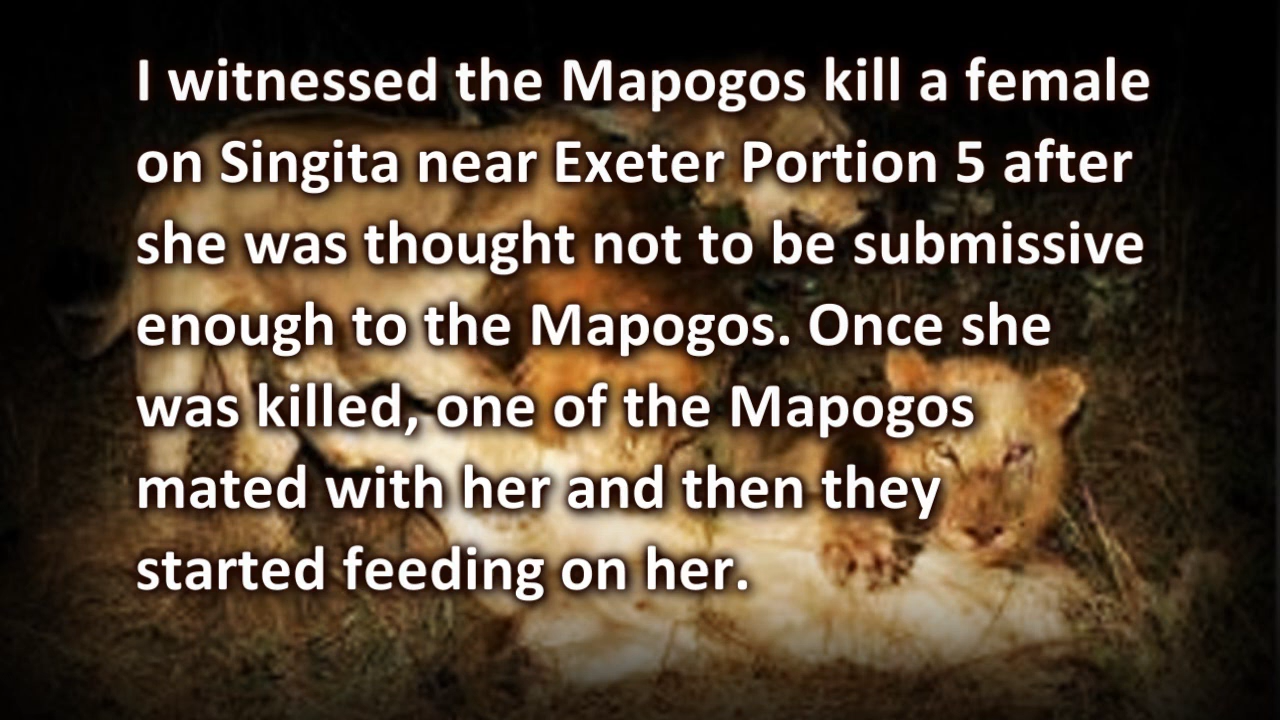 I witnessed the Mapogos kill a female
on Singita near Exeter Portion 5 after
she was thought not to be submissive
enough to the Mapogos. Once she
was killed, one of the Mapogos
mated with her and then they
started feeding on her.